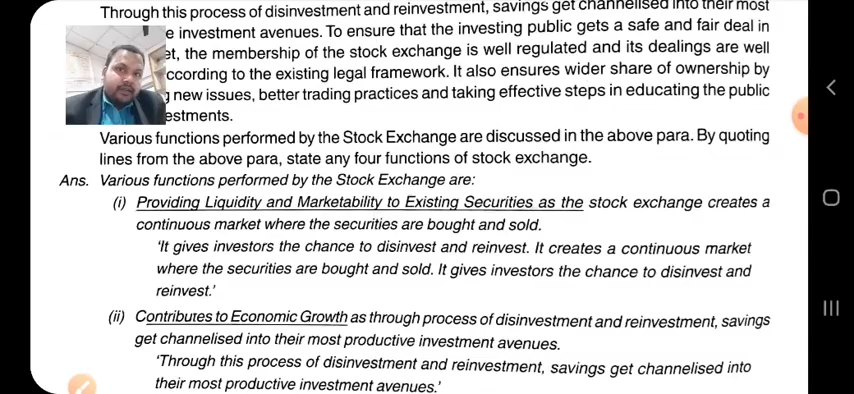 Through this process of disinvestment and reinvestment, savings get channelised into their most
e investment avenues. To ensure that the investing public gets a safe and fair deal in
et, the membership of the stock exchange is well regulated and its dealings are well
ccording to the existing legal framework. It also ensures wider share of ownership by
new issues, better trading practices and taking effective steps in educating the public
estments.
Various functions performed by the Stock Exchange are discussed in the above para. By quoting
lines from the above para, state any four functions of stock exchange.
Ans. Various functions performed by the Stock Exchange are:
(i) Providing Liquidity and Marketability to Existing Securities as the stock exchange creates a
continuous market where the securities are bought and sold.
'It gives investors the chance to disinvest and reinvest. It creates a continuous market
where the securities are bought and sold. It gives investors the chance to disinvest and
reinvest.'
(ii) Contributes to Economic Growth as through process of disinvestment and reinvestment, savings
get channelised into their most productive investment avenues.
'Through this process of disinvestment and reinvestment, savings get channelised into
their most productive investment avenues.'